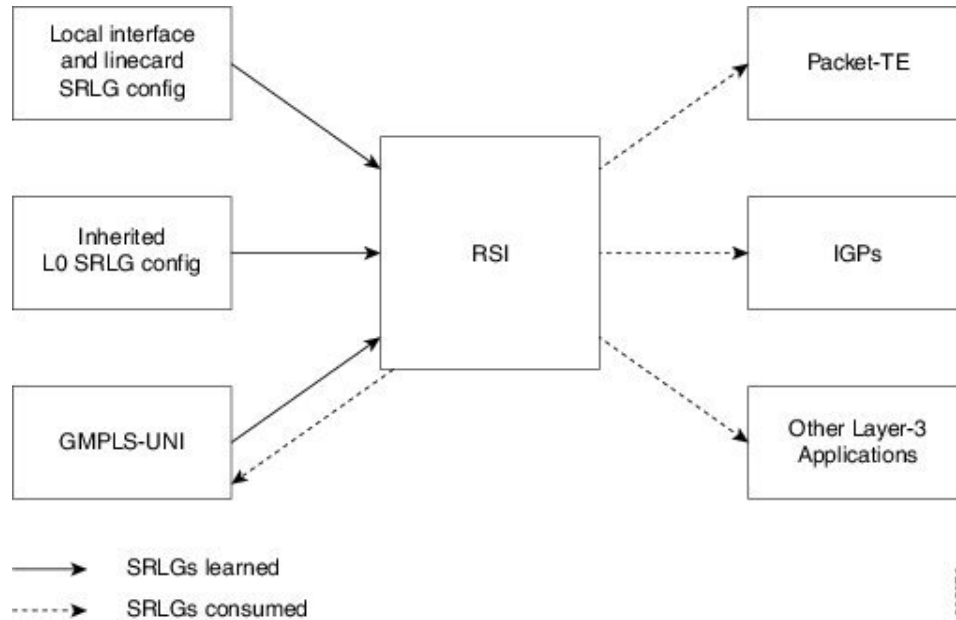 Local interface
and linecard
SRLG config
Packet-TE
Inherited
L0 SRLG config
RSI
IGPs
GMPLS-UNI
Other Layer-3
Applications
SRLGs learned
SRLGs consumed